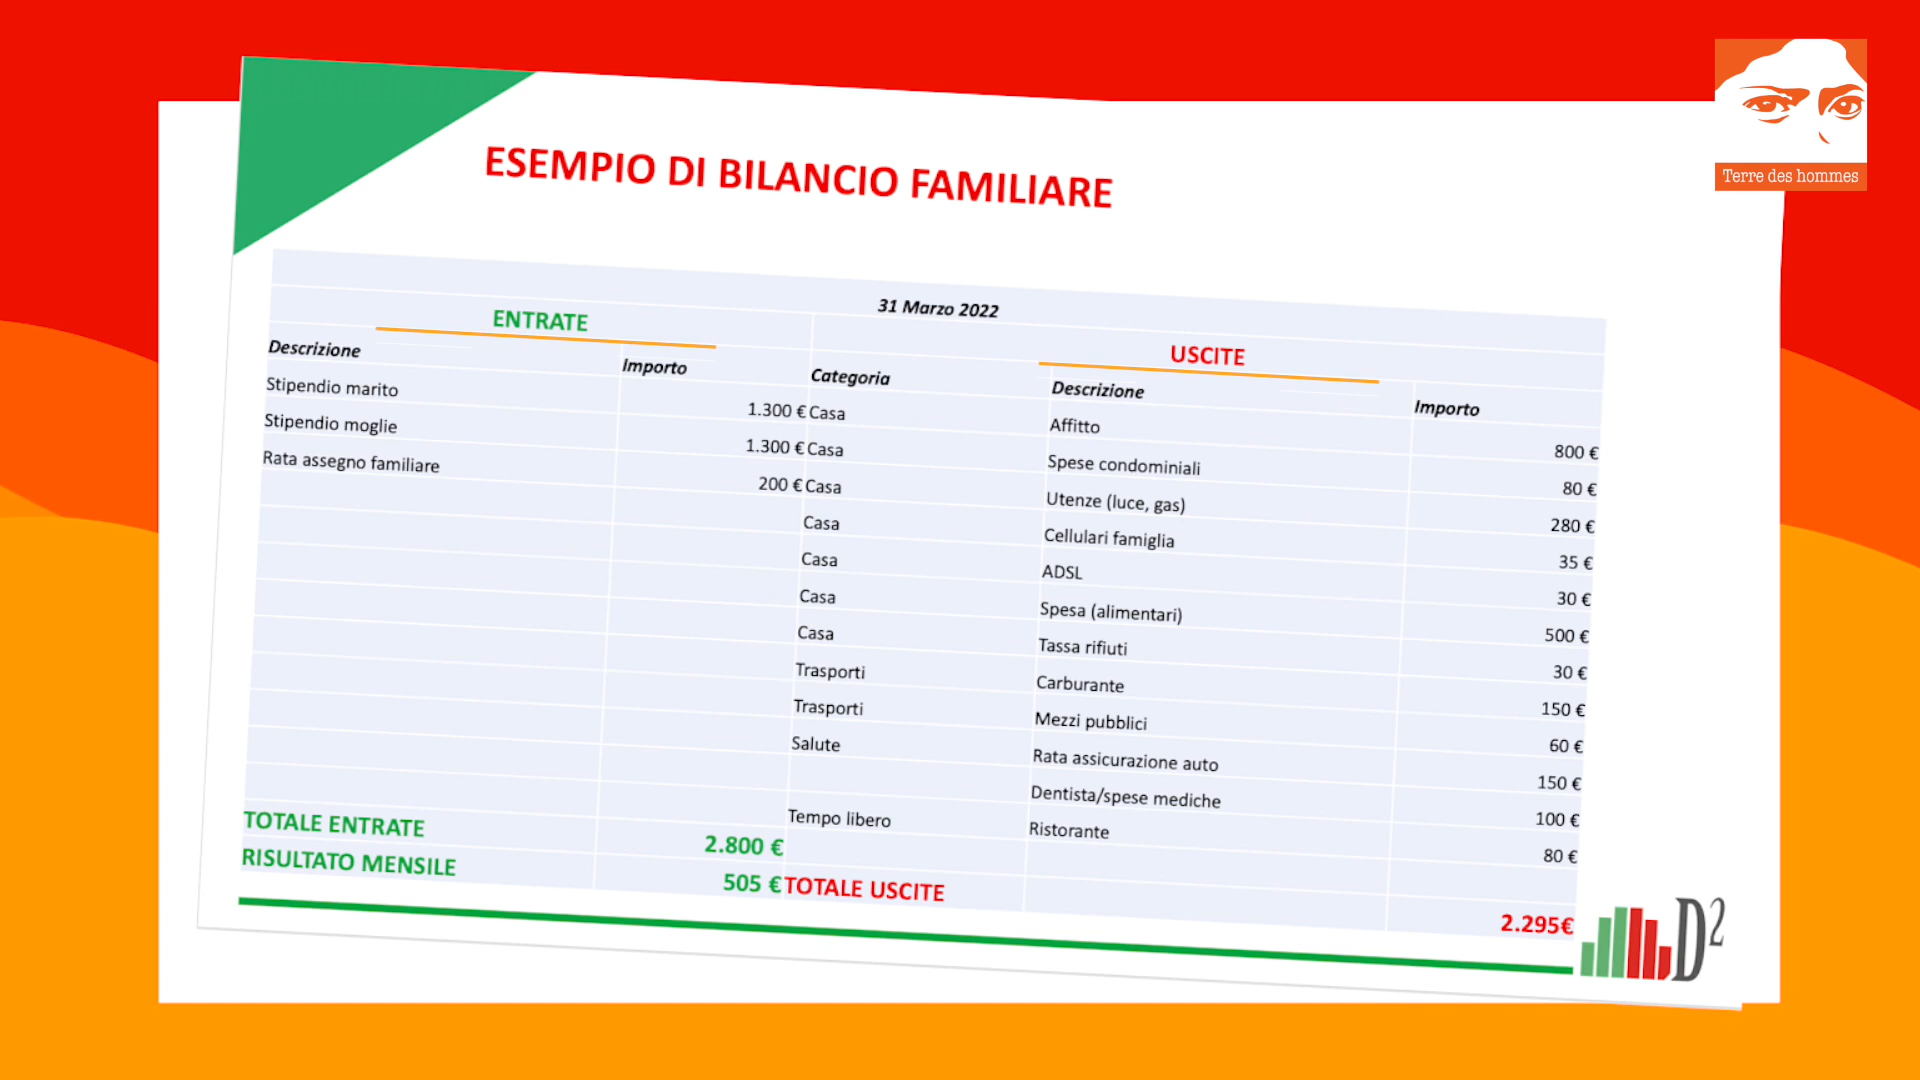 Terre des hommes
ESEMPIO DI BILANCIO FAMILIARE
31 Marzo 2022
ENTRATE USCITE
Descrizione Importo Categoria Descrizione Importo
Stipendio marito 1.300 € Casa Affitto 800 €
Stipendio moglie 1.300 € Casa Spese condominiali 80 €
Rata assegno familiare 200 € Casa Utenze (luce, gas) 280 €
Casa Cellulari famiglia 35 €
Casa ADSL 30 €
Casa Spesa (alimentari) 500 €
Casa Tassa rifiuti 30 €
Trasporti Carburante 150 €
Trasporti Mezzi pubblici 60 €
Salute Rata assicurazione auto 150 €
Dentista/spese mediche 100 €
Tempo libero Ristorante 80 €
TOTALE ENTRATE 2.800 €
RISULTATO MENSILE 505 € TOTALE USCITE 2.295€
D²